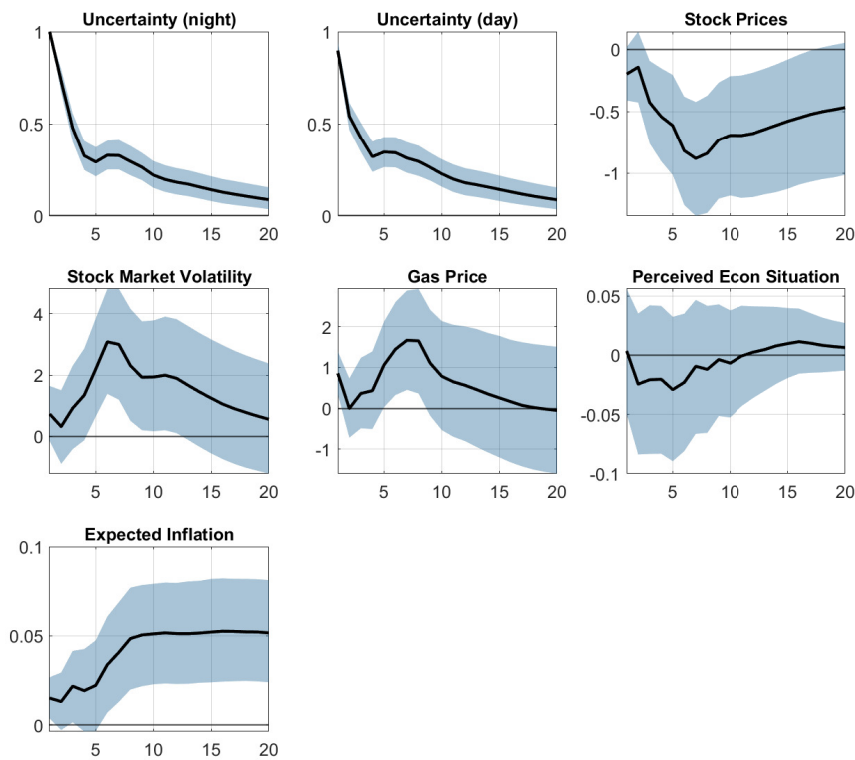 Uncertainty (night)
1
0.5
0
5 10 15 20
Uncertainty (day)
1
0.5
0
5 10 15 20
Stock Prices
0
-0.5
-1
5 10 15 20
Stock Market Volatility
4
2
0
5 10 15 20
Gas Price
2
1
0
-1
5 10 15 20
Perceived Econ Situation
0.05
0
-0.05
-0.1
5 10 15 20
Expected Inflation
0.1
0.05
0
5 10 15 20